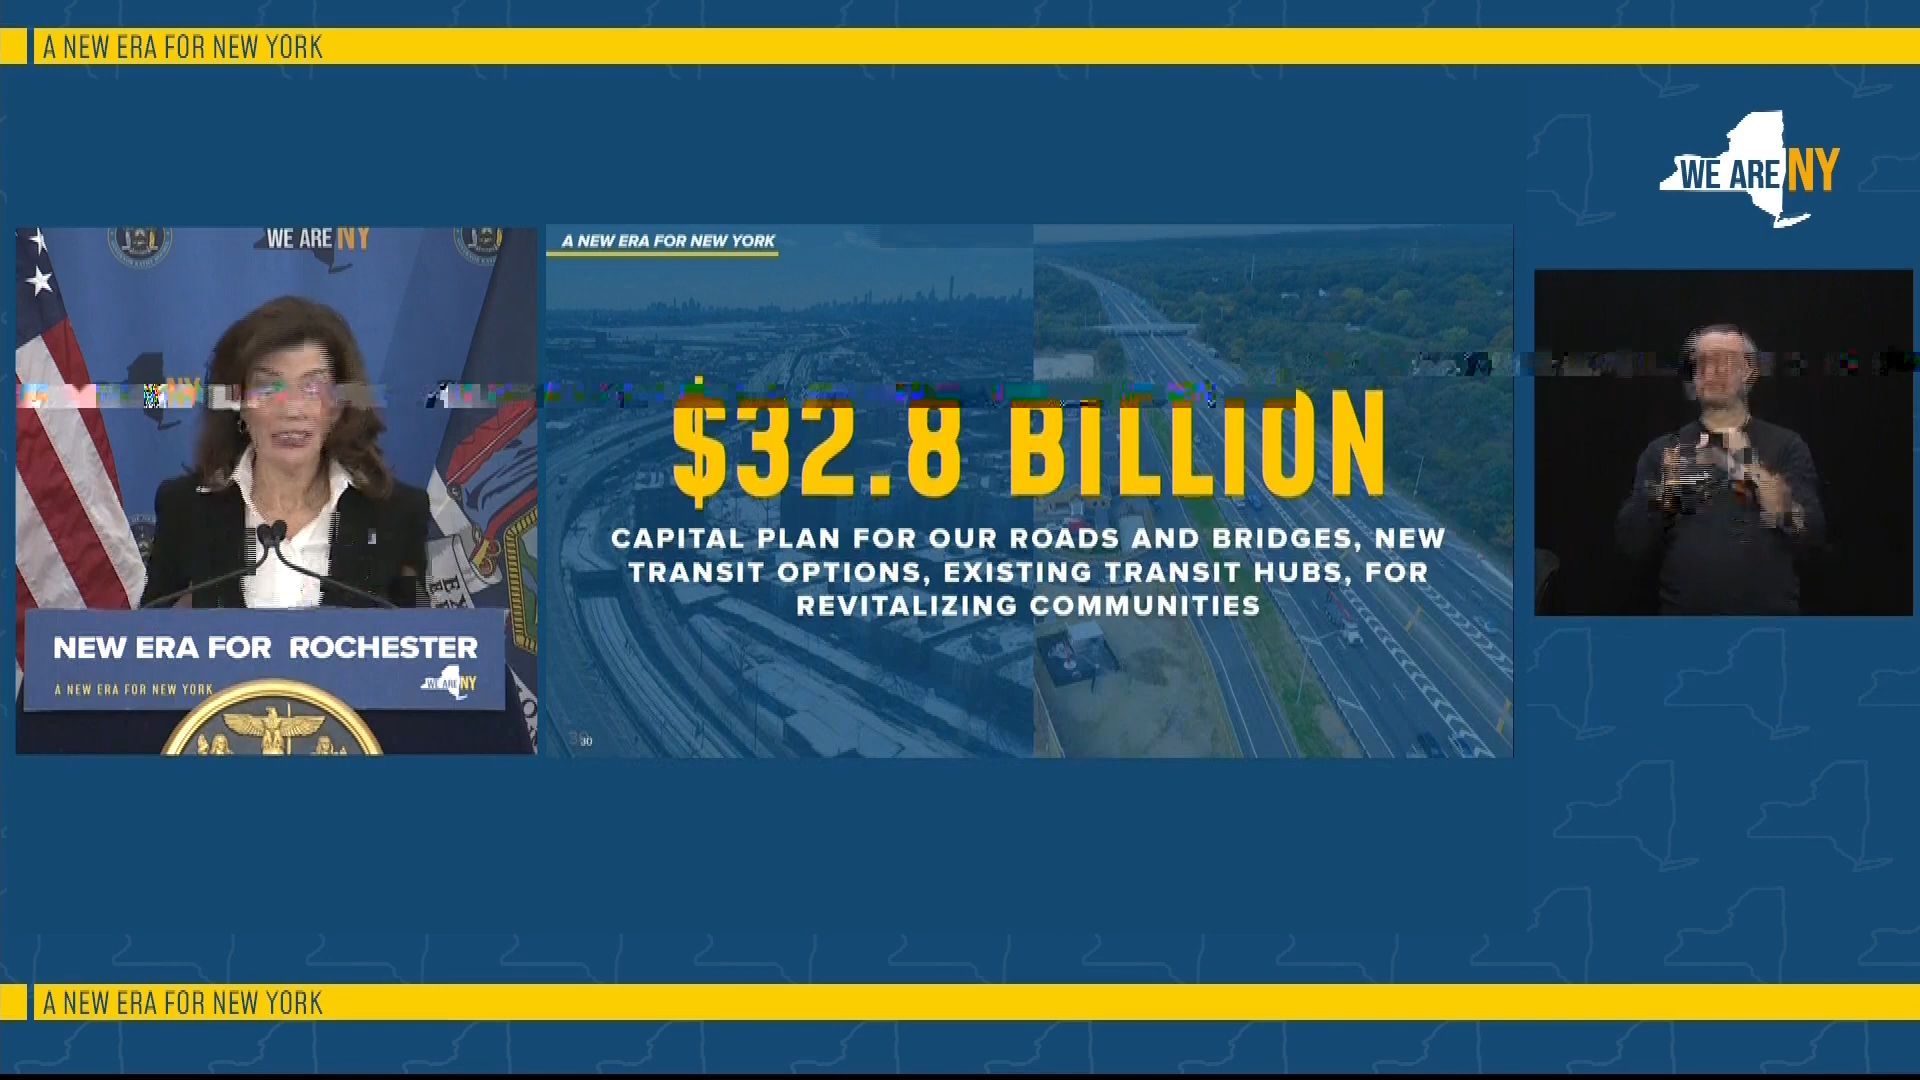 A NEW ERA FOR NEW YORK
WE ARE NY
WE ARE NY
A NEW ERA FOR NEW YORK
$32.8 BILLION
CAPITAL PLAN FOR OUR ROADS AND BRIDGES, NEW
TRANSIT OPTIONS, EXISTING TRANSIT HUBS, FOR
REVITALIZING COMMUNITIES
30
NEW ERA FOR ROCHESTER
A NEW ERA FOR NEW YORK
WE ARE NY
A NEW ERA FOR NEW YORK